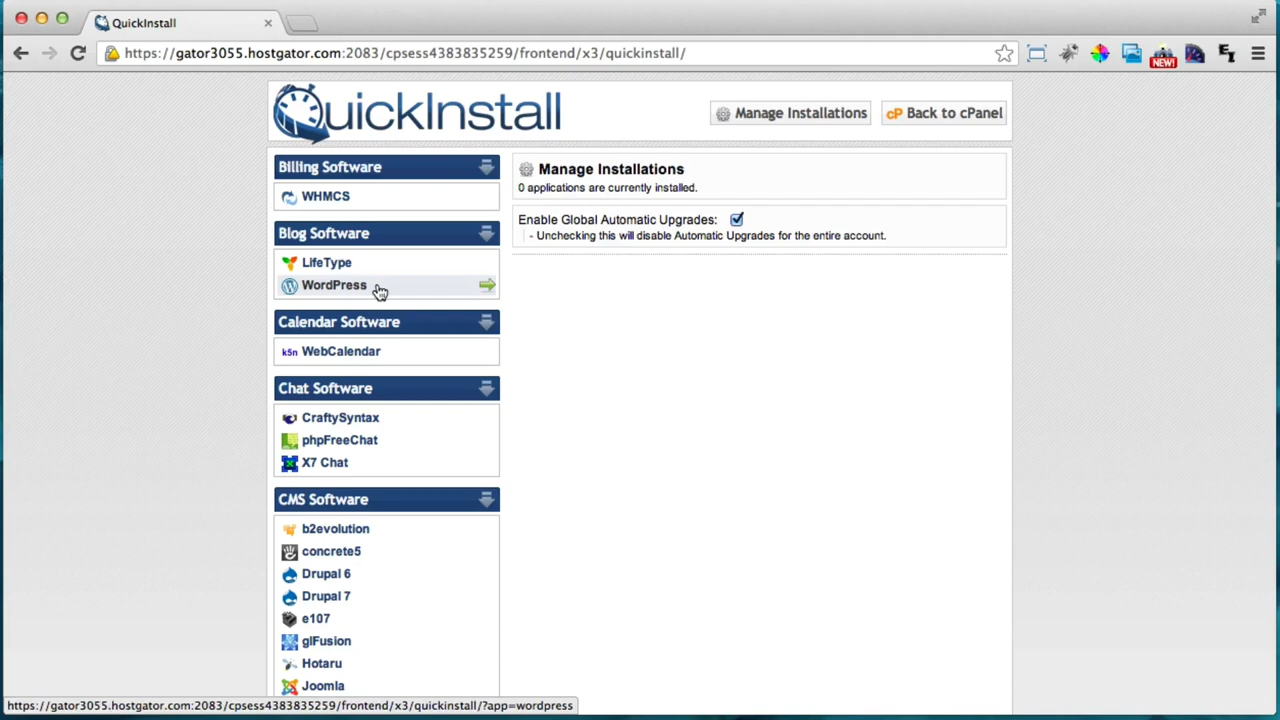 QuickInstall
https://gator3055.hostgator.com:2083/cpsess4383835259/frontend/x3/quickinstall/
NEW!
QuickInstall
Manage Installations
cP Back to cPanel
Billing Software
WHMCS
Blog Software
LifeType
WordPress
Calendar Software
k5n WebCalendar
Chat Software
CraftySyntax
phpFreeChat
X7 Chat
CMS Software
b2evolution
concrete5
Drupal 6
Drupal 7
e107
glFusion
Hotaru
Joomla
Manage Installations
0 applications are currently installed.
Enable Global Automatic Upgrades:
- Unchecking this will disable Automatic Upgrades for the entire account.
https://gator3055.hostgator.com:2083/cpsess4383835259/frontend/x3/quickinstall/?app=wordpress